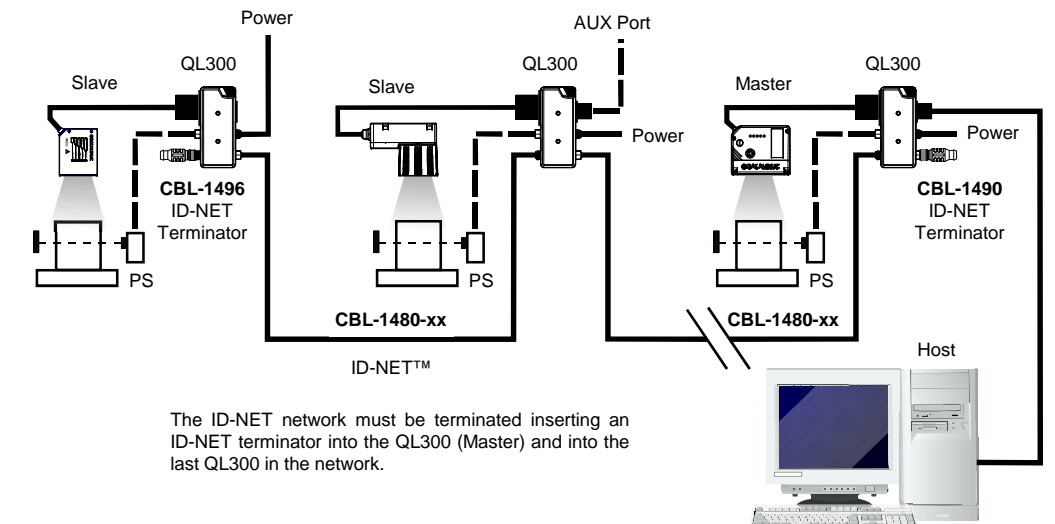 Power
AUX Port
QL300
QL300
QL300
Slave
Slave
Master
Power
Power
CBL-1496
ID-NET
Terminator
CBL-1490
ID-NET
Terminator
PS
PS
PS
CBL-1480-xx
CBL-1480-xx
ID-NET™
Host
The ID-NET network must be terminated inserting an
ID-NET terminator into the QL300 (Master) and into the
last QL300 in the network.